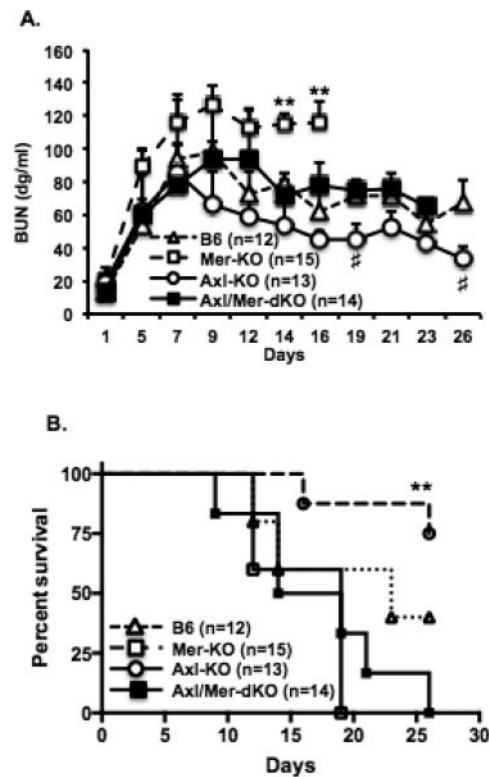 A.
BUN (dg/ml)
160
140
120
100
80
60
40
20
0
** **
B6 (n=12)
Mer-KO (n=15)
Axl-KO (n=13)
Axl/Mer-dKO (n=14)
♯ ♯
1 5 7 9 12 14 16 19 21 23 26
Days
B.
Percent survival
100
75
50
25
0
**
B6 (n=12)
Mer-KO (n=15)
Axl-KO (n=13)
Axl/Mer-dKO (n=14)
0 5 10 15 20 25 30
Days